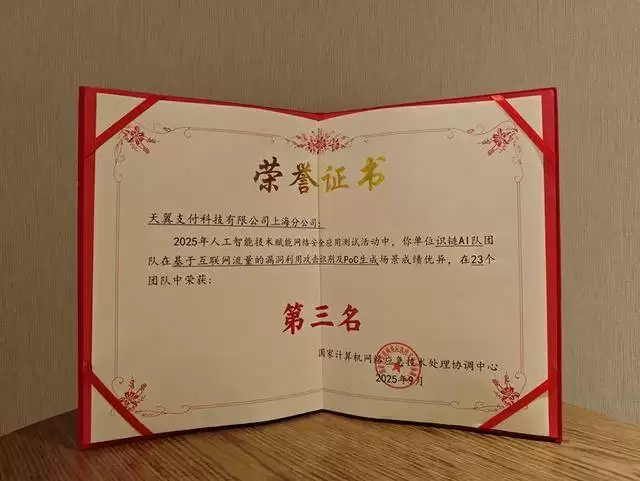 荣誉证书
天翼支付科技有限公司上海分公司:
2025年人工智能技术赋能网络安全应用测试活动中，你单位识链AI队团
队在基于互联网流量的漏洞利用攻击识别及PoC生成场景成绩优异，在23个
团队中荣获:
第三名
国家计算机网络应急技术处理协调中心
2025年9月